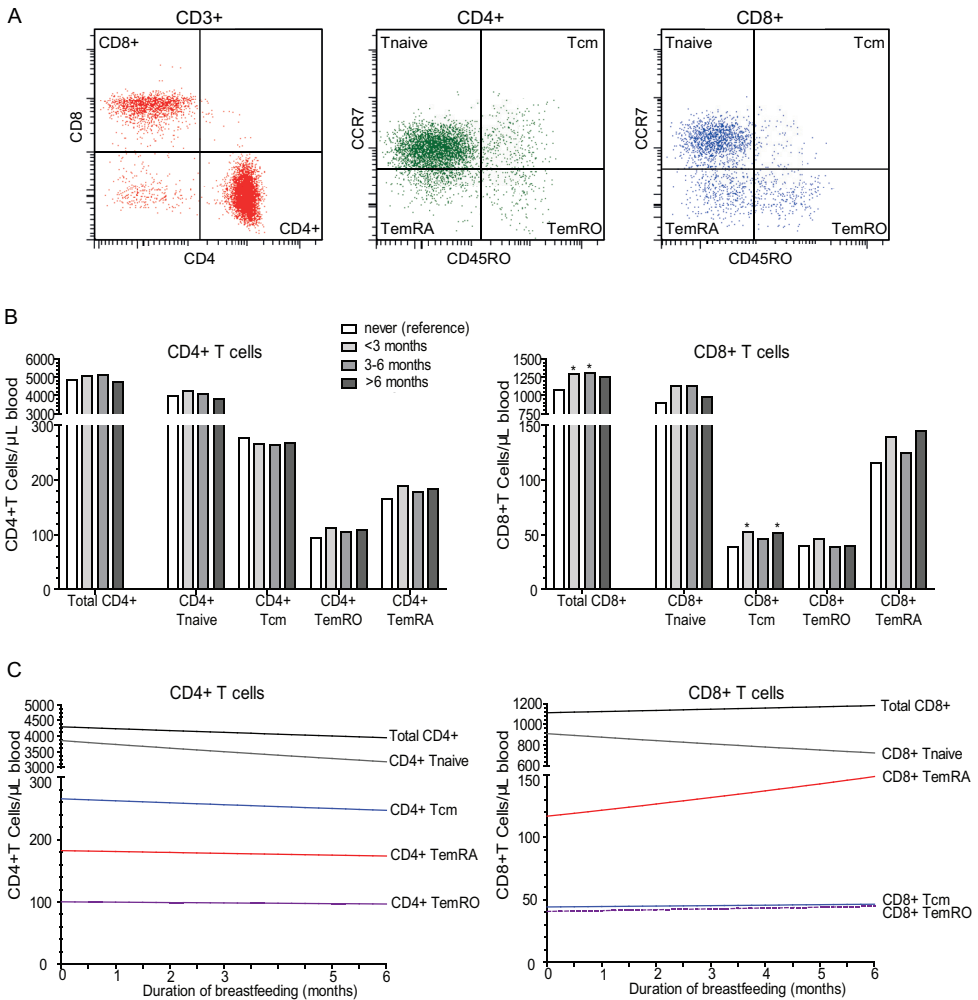 A
CD3+
CD8+
CD4+
CD8
CD4
CD4+
Tnaive
Tcm
TemRA
TemRO
CCR7
CD45RO
CD8+
Tnaive
Tcm
TemRA
TemRO
CCR7
CD45RO
B
never (reference)
<3 months
3-6 months
>6 months
CD4+ T cells
CD4+T Cells/µL blood
6000
5000
4000
3000
300
200
100
0
Total CD4+
CD4+ Tnaive
CD4+ Tcm
CD4+ TemRO
CD4+ TemRA
CD8+ T cells
CD8+T Cells/µL blood
1500
1250
1000
750
150
100
50
0
* *
* *
Total CD8+
CD8+ Tnaive
CD8+ Tcm
CD8+ TemRO
CD8+ TemRA
C
CD4+ T cells
CD4+T Cells/µL blood
5000
4500
4000
3500
3000
300
200
100
0
Total CD4+
CD4+ Tnaive
CD4+ Tcm
CD4+ TemRA
CD4+ TemRO
0 1 2 3 4 5 6
Duration of breastfeeding (months)
CD8+ T cells
CD8+T Cells/µL blood
1200
1000
800
600
150
100
50
0
Total CD8+
CD8+ Tnaive
CD8+ TemRA
CD8+ Tcm
CD8+ TemRO
0 1 2 3 4 5 6
Duration of breastfeeding (months)